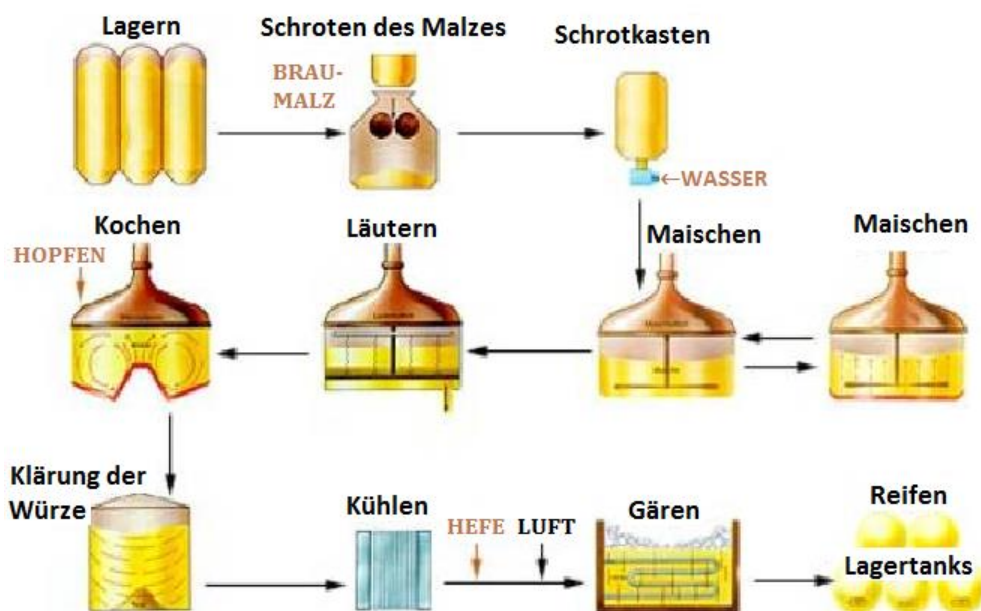 Lagern
Schroten des Malzes
Schrotkasten
BRAU-
MALZ
←WASSER
Kochen
Läutern
Maischen
Maischen
HOPFEN
Klärung der
Würze
Kühlen
HEFE
LUFT
Gären
Reifen
Lagertanks